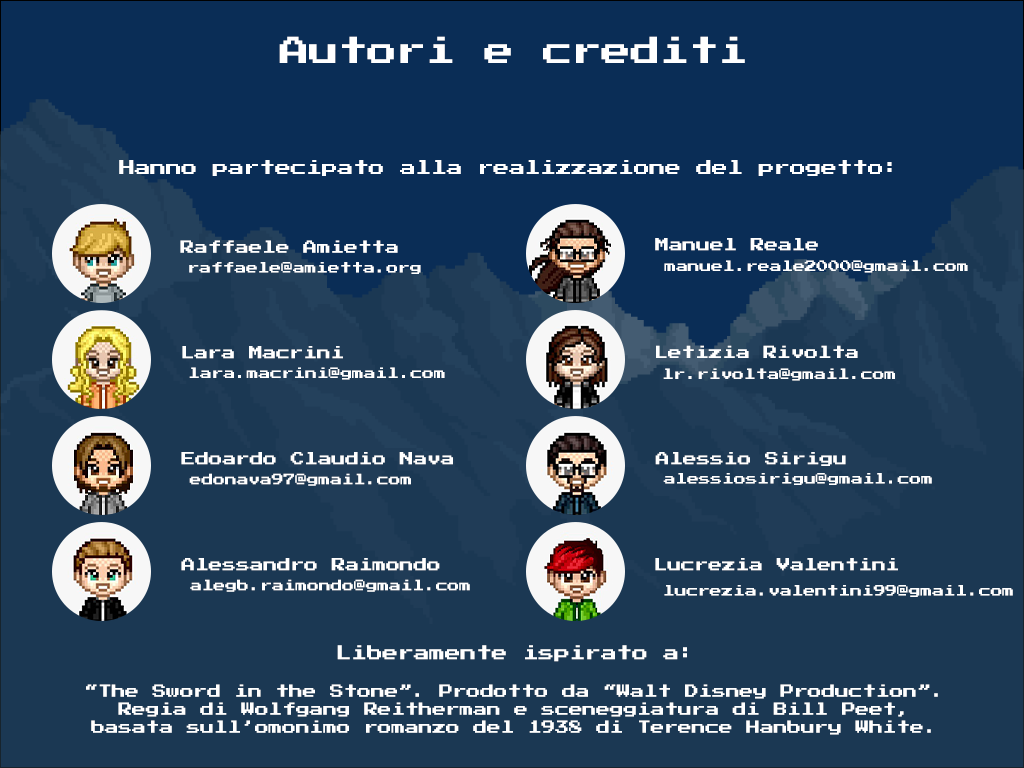 Autori e crediti
Hanno partecipato alla realizzazione del progetto:
Raffaele Amietta
raffaele@amietta.org
Manuel Reale
manuel.reale2000@gmail.com
Lara Macrini
lara.macrini@gmail.com
Letizia Rivolta
lr.rivolta@gmail.com
Edoardo Claudio Nava
edonava97@gmail.com
Alessio Sirigu
alessiosirigu@gmail.com
Alessandro Raimondo
alegb.raimondo@gmail.com
Lucrezia Valentini
lucrezia.valentini99@gmail.com
Liberamente ispirato a:
“The Sword in the Stone”. Prodotto da “Walt Disney Production”.
Regia di Wolfgang Reitherman e sceneggiatura di Bill Peet,
basata sull’omonimo romanzo del 1938 di Terence Hanbury White.